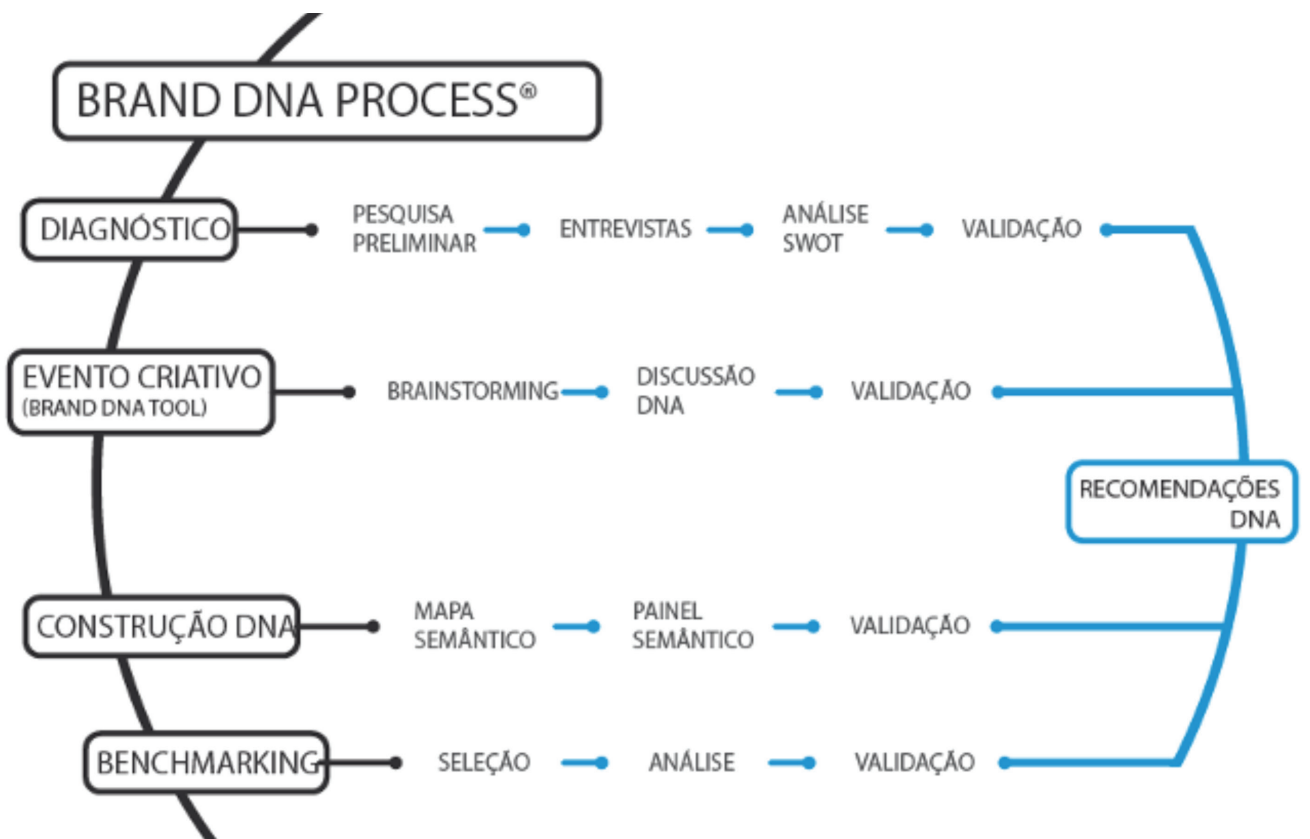 BRAND DNA PROCESS®
DIAGNÓSTICO
PESQUISA
PRELIMINAR
ENTREVISTAS
ANÁLISE
SWOT
VALIDAÇÃO
EVENTO CRIATIVO
(BRAND DNA TOOL)
BRAINSTORMING
DISCUSSÃO
DNA
VALIDAÇÃO
RECOMENDAÇÕES
DNA
CONSTRUÇÃO DNA
MAPA
SEMÂNTICO
PAINEL
SEMÂNTICO
VALIDAÇÃO
BENCHMARKING
SELEÇÃO
ANÁLISE
VALIDAÇÃO